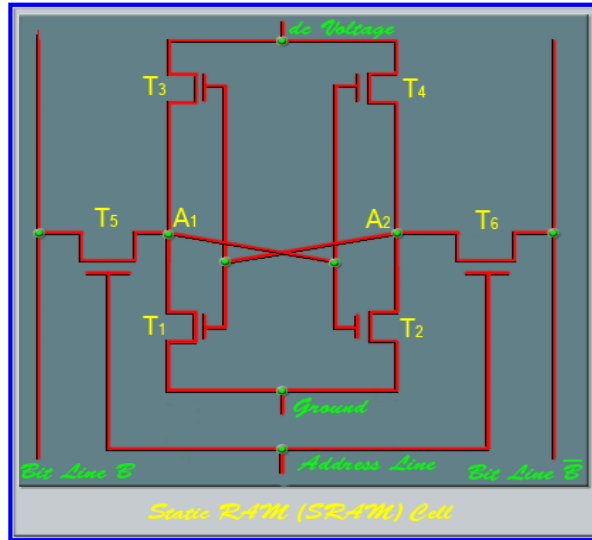 dc Voltage
T3 T4
T5 A1 A2 T6
T1 T2
Ground
Bit Line B Address Line Bit Line B̅
Static RAM (SRAM) Cell